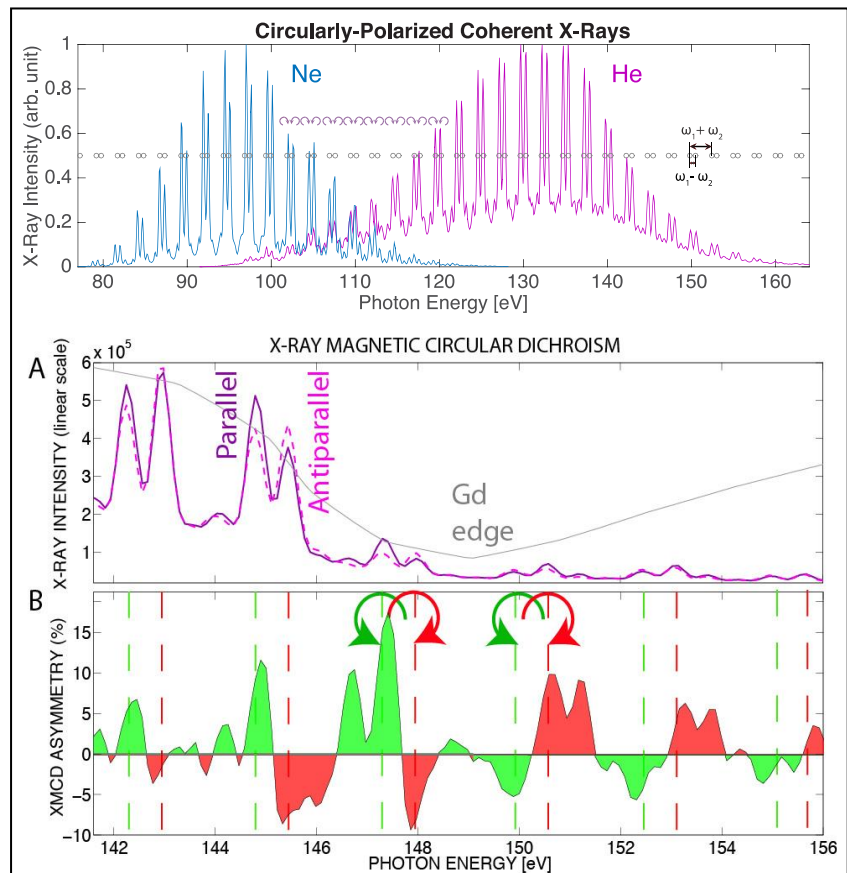 Circularly-Polarized Coherent X-Rays
X-Ray Intensity (arb. unit)
1
0.8
0.6
0.4
0.2
0
Ne
He
ω₁+ω₂
ω₁-ω₂
80 90 100 110 120 130 140 150 160
Photon Energy [eV]
X-RAY MAGNETIC CIRCULAR DICHROISM
A
X-RAY INTENSITY (linear scale)
6 x 10⁵
5
4
3
2
1
Parallel
Antiparallel
Gd
edge
B
XMCD ASYMMETRY (%)
15
10
5
0
-5
-10
142 144 146 148 150 152 154 156
PHOTON ENERGY [eV]